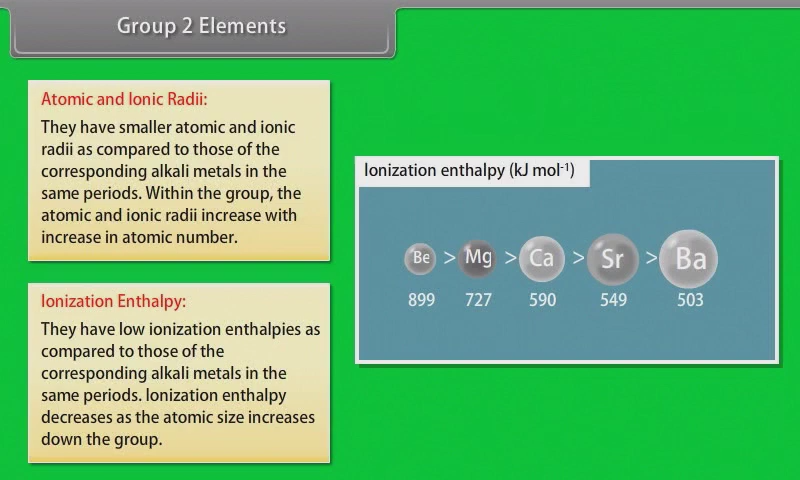 Group 2 Elements
Atomic and Ionic Radii:
They have smaller atomic and ionic
radii as compared to those of the
corresponding alkali metals in the
same periods. Within the group, the
atomic and ionic radii increase with
increase in atomic number.
Ionization Enthalpy:
They have low ionization enthalpies as
compared to those of the
corresponding alkali metals in the
same periods. Ionization enthalpy
decreases as the atomic size increases
down the group.
Ionization enthalpy (kJ mol⁻¹)
Be > Mg > Ca > Sr > Ba
899 727 590 549 503